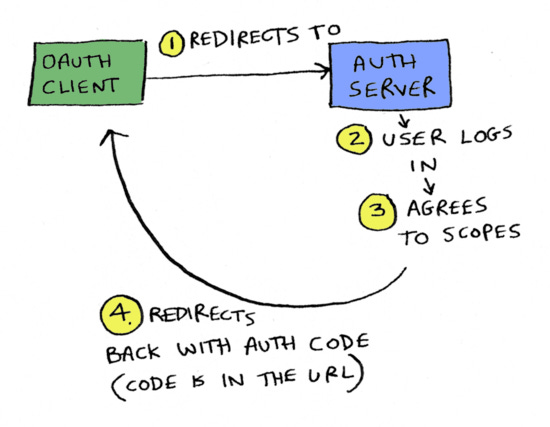 1 REDIRECTS TO
OAUTH
CLIENT
AUTH
SERVER
2 USER LOGS
IN
3 AGREES
TO SCOPES
4. REDIRECTS
BACK WITH AUTH CODE
(CODE IS IN THE URL)